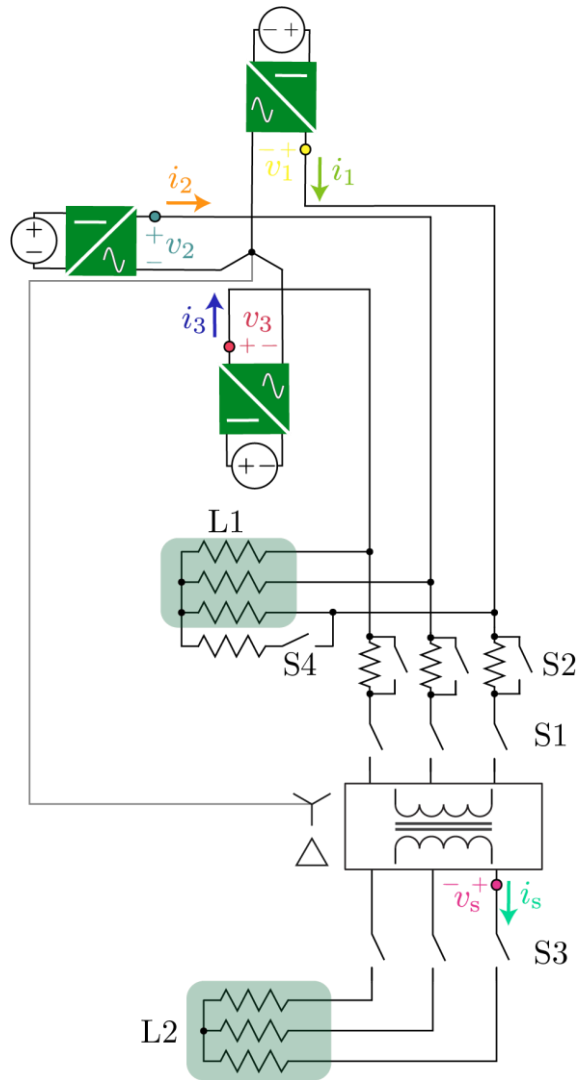 - +
- +
v1 i1
i2
+
-
+
-
v2
i3 v3
+ -
+ -
L1
S4
S2
S1
- +
vs is
S3
L2